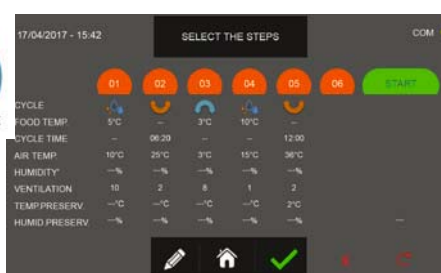 17/04/2017 - 15:42 SELECT THE STEPS COM
01 02 03 04 05 06 START
CYCLE
FOOD TEMP. 5°C -- 3°C 10°C --
CYCLE TIME -- 06:20 -- -- 12:00
AIR TEMP. 10°C 25°C 3°C 15°C 36°C
HUMIDITY' ---% ---% ---% ---% ---%
VENTILATION 10 2 8 1 2
TEMP.PRESERV. ---°C ---°C ---°C ---°C 2°C
HUMID.PRESERV. ---% ---% ---% ---% ---% ---